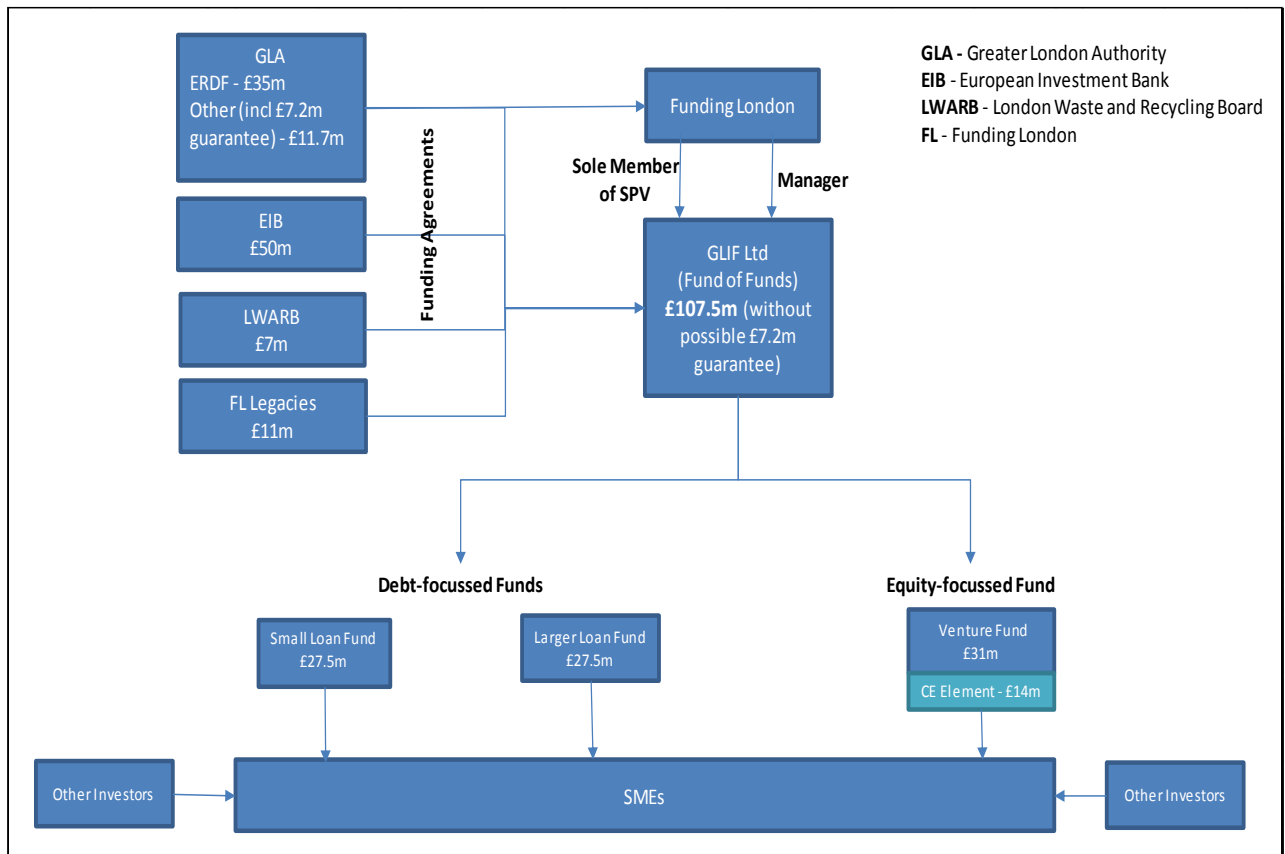 GLA
ERDF - £35m
Other (incl £7.2m
guarantee) - £11.7m
EIB
£50m
LWARB
£7m
FL Legacies
£11m
Funding Agreements
Funding London
Sole Member
of SPV
Manager
GLIF Ltd
(Fund of Funds)
£107.5m (without
possible £7.2m
guarantee)
GLA - Greater London Authority
EIB - European Investment Bank
LWARB - London Waste and Recycling Board
FL - Funding London
Debt-focussed Funds
Equity-focussed Fund
Small Loan Fund
£27.5m
Larger Loan Fund
£27.5m
Venture Fund
£31m
CE Element - £14m
Other Investors
SMEs
Other Investors